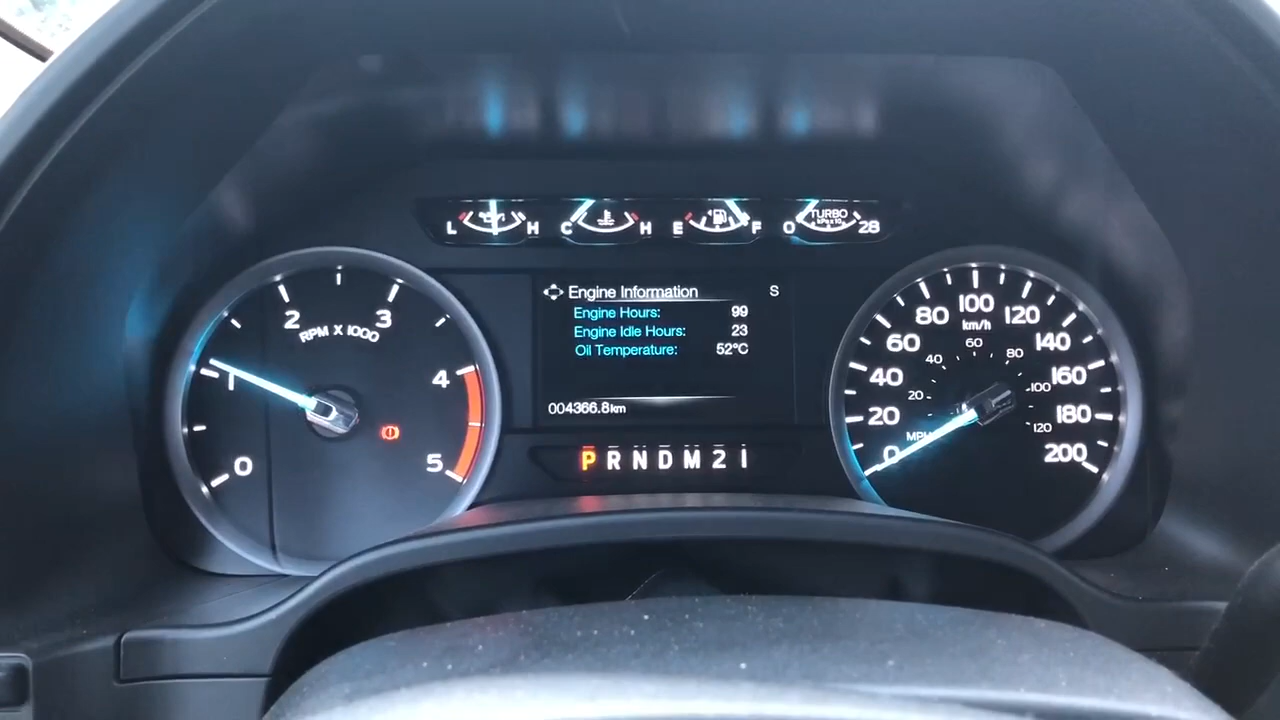 L H C H E F 0 TURBO 28
kPa x 10
Engine Information S
Engine Hours: 99
Engine Idle Hours: 23
Oil Temperature: 52°C
004366.8km
P R N D M 2 1
0 1 2 3 4 5
RPM X 1000
0 20 40 60 80 100 120 140 160 180 200
km/h
20 40 60 80 100 120
MPH